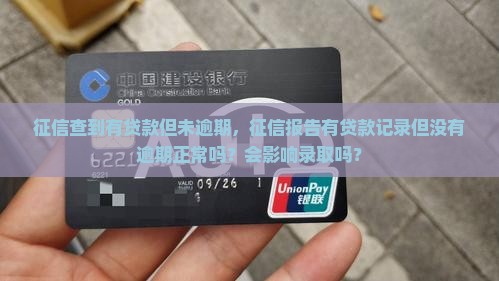 中国建设银行
China Construction Bank
GOLD
征信查到有贷款但未逾期，征信报告有贷款记录但没有
逾期正常吗？会影响录取吗？
6221
6221
VALID
09/26
UnionPay
银联